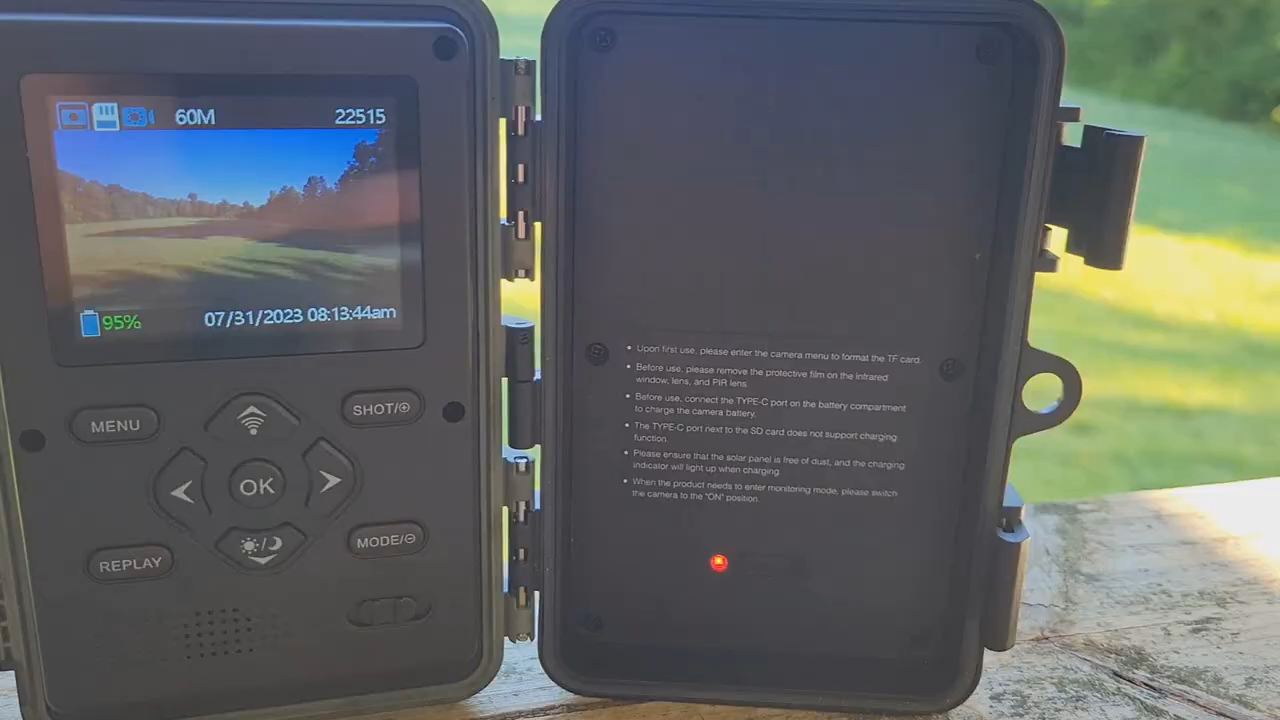 60M 22515
95% 07/31/2023 08:13:44am
MENU
SHOT/⊕
OK
REPLAY
MODE/⊖
• Upon first use, please enter the camera menu to format the TF card.
• Before use, please remove the protective film on the infrared
window, lens, and PIR lens.
• Before use, connect the TYPE-C port on the battery compartment
to charge the camera battery.
• The TYPE-C port next to the SD card does not support charging
function.
• Please ensure that the solar panel is free of dust, and the charging
indicator will light up when charging.
• When the product needs to enter monitoring mode, please switch
the camera to the "ON" position.